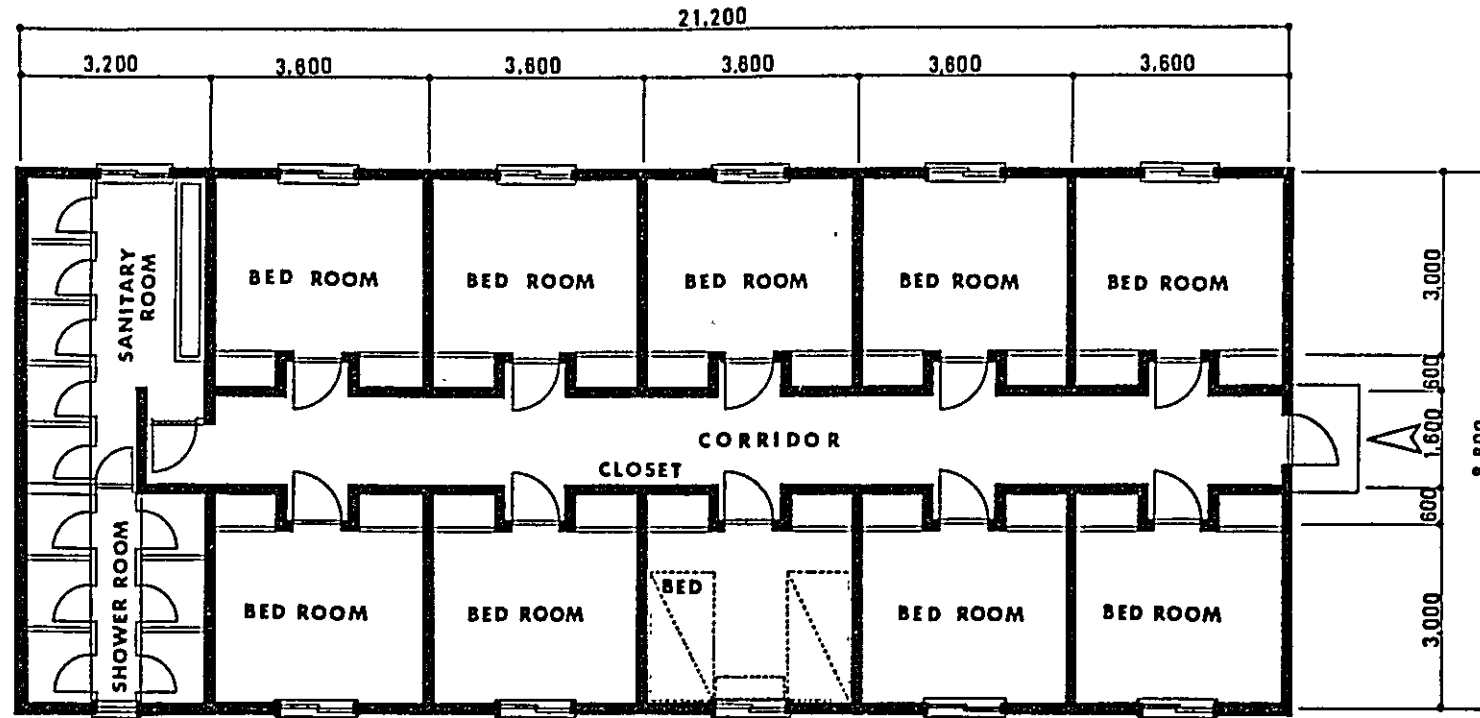 21,200
3,200 3,600 3,600 3,600 3,600 3,600
SANITARY
ROOM
BED ROOM BED ROOM BED ROOM BED ROOM BED ROOM
3,000
600
1,600
600
3,000
CORRIDOR
CLOSET
SHOWER ROOM
BED ROOM BED ROOM BED BED ROOM BED ROOM